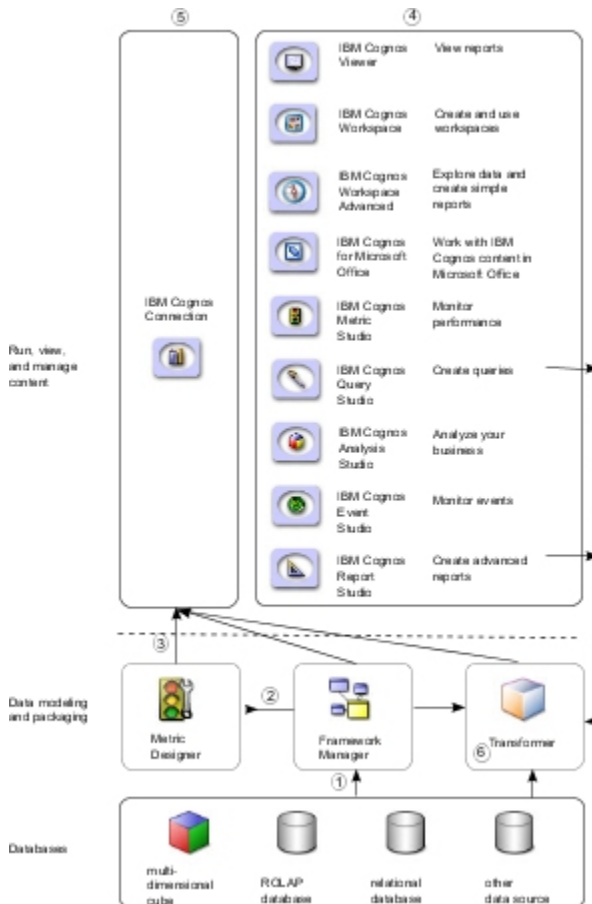 5
4
IBM Cognos
Viewer
View reports
IBM Cognos
Workspace
Create and use
workspaces
IBM Cognos
Workspace
Advanced
Explore data and
create simple
reports
IBM Cognos
for Microsoft
Office
Work with IBM
Cognos content in
Microsoft Office
IBM Cognos
Connection
IBM Cognos
Metric
Studio
Monitor
performance
Run, view,
and manage
content
IBM Cognos
Query
Studio
Create queries
IBM Cognos
Analysis
Studio
Analyze your
business
IBM Cognos
Event
Studio
Monitor events
IBM Cognos
Report
Studio
Create advanced
reports
3
Data modeling
and packaging
2
Metric
Designer
Framework
Manager
6
Transformer
1
Databases
multi-
dimensional
cube
ROLAP
database
relational
database
other
data source